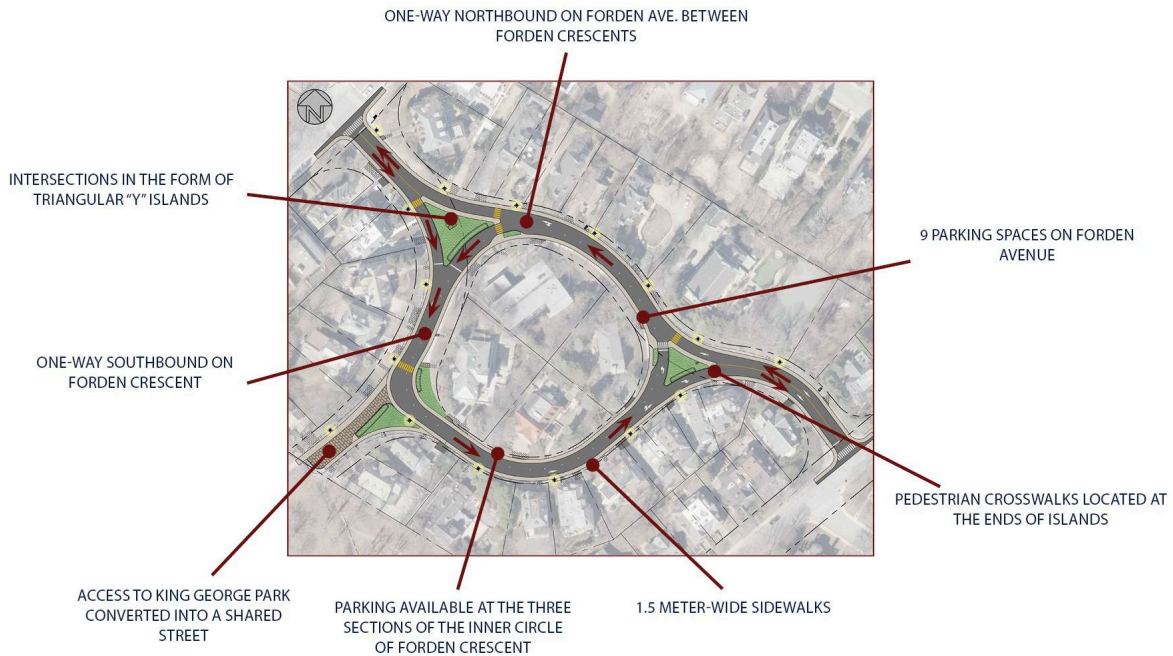 ONE-WAY NORTHBOUND ON FORDEN AVE. BETWEEN
FORDEN CRESCENTS
N
INTERSECTIONS IN THE FORM OF
TRIANGULAR "Y" ISLANDS
9 PARKING SPACES ON FORDEN
AVENUE
ONE-WAY SOUTHBOUND ON
FORDEN CRESCENT
PEDESTRIAN CROSSWALKS LOCATED AT
THE ENDS OF ISLANDS
ACCESS TO KING GEORGE PARK
CONVERTED INTO A SHARED
STREET
PARKING AVAILABLE AT THE THREE
SECTIONS OF THE INNER CIRCLE
OF FORDEN CRESCENT
1.5 METER-WIDE SIDEWALKS